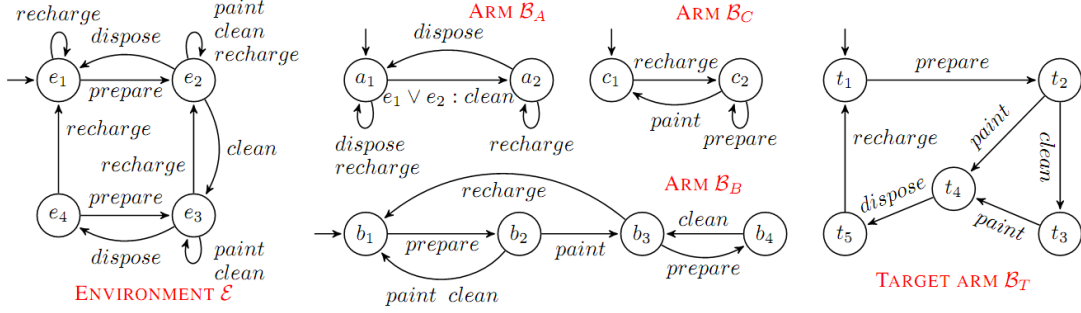 recharge
dispose
paint
clean
recharge
e1
e2
prepare
recharge
recharge
clean
prepare
e4
e3
dispose
paint
clean
ENVIRONMENT ℰ
ARM ℬA
dispose
a1
a2
e1 ∨ e2 : clean
dispose
recharge
recharge
ARM ℬC
c1
recharge
c2
paint
prepare
ARM ℬB
recharge
b1
prepare
b2
paint
b3
clean
b4
prepare
paint clean
t1
prepare
t2
paint
clean
recharge
t4
dispose
paint
t5
t3
TARGET ARM ℬT